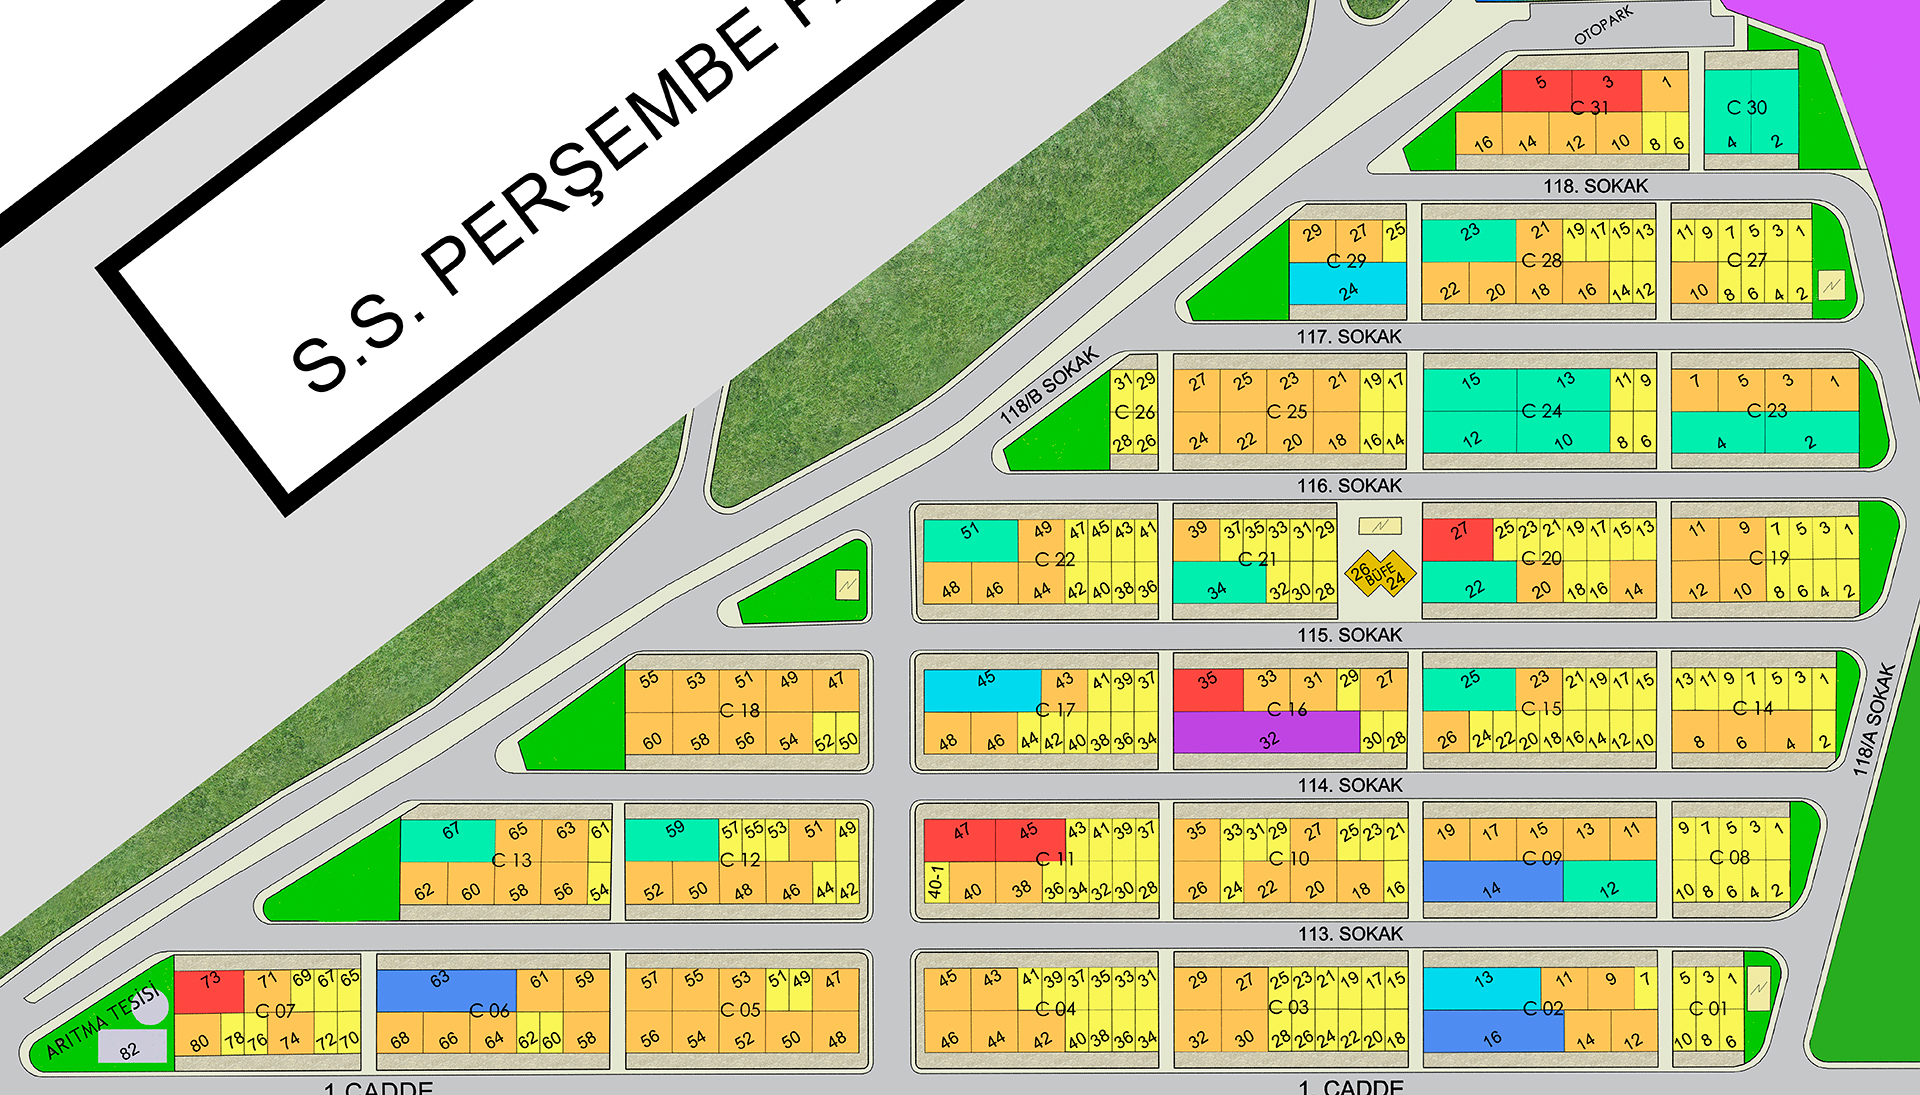 S.S. PERŞEMBE
OTOPARK
5 3 1
C 31
16 14 12 10 8 6
C 30
4 2
118. SOKAK
29 27 25
C 29
24
23 21 19 17 15 13
C 28
22 20 18 16 14 12
11 9 7 5 3 1
C 27
10 8 6 4 2
117. SOKAK
118/B SOKAK
31 29
C 26
28 26
27 25 23 21 19 17
C 25
24 22 20 18 16 14
15 13 11 9
C 24
12 10 8 6
7 5 3 1
C 23
4 2
116. SOKAK
51 49 47 45 43 41
C 22
48 46 44 42 40 38 36
39 37 35 33 31 29
C 21
34 32 30 28
26 BÜFE 24
27 25 23 21 19 17 15 13
C 20
22 20 18 16 14
11 9 7 5 3 1
C 19
12 10 8 6 4 2
115. SOKAK
55 53 51 49 47
C 18
60 58 56 54 52 50
45 43 41 39 37
C 17
48 46 44 42 40 38 36 34
35 33 31 29 27
C 16
32 30 28
25 23 21 19 17 15
C 15
26 24 22 20 18 16 14 12 10
13 11 9 7 5 3 1
C 14
8 6 4 2
118/A SOKAK
114. SOKAK
67 65 63 61
C 13
62 60 58 56 54
59 57 55 53 51 49
C 12
52 50 48 46 44 42
47 45 43 41 39 37
C 11
40-1 40 38 36 34 32 30 28
35 33 31 29 27 25 23 21
C 10
26 24 22 20 18 16
19 17 15 13 11
C 09
14 12
9 7 5 3 1
C 08
10 8 6 4 2
113. SOKAK
ARITMA TESİSİ
82
73 71 69 67 65
C 07
80 78 76 74 72 70
63 61 59
C 06
68 66 64 62 60 58
57 55 53 51 49 47
C 05
56 54 52 50 48
45 43 41 39 37 35 33 31
C 04
46 44 42 40 38 36 34
29 27 25 23 21 19 17 15
C 03
32 30 28 26 24 22 20 18
13 11 9 7
C 02
16 14 12
5 3 1
C 01
10 8 6
1. CADDE
1. CADDE